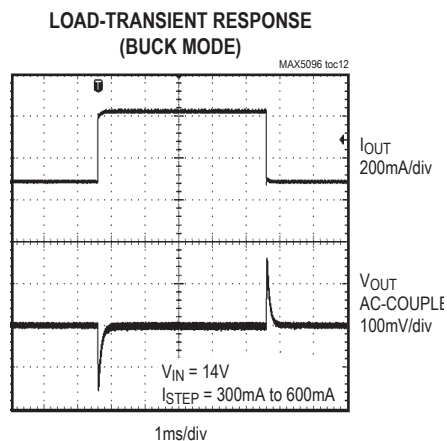 LOAD-TRANSIENT RESPONSE
(BUCK MODE)
MAX5096 toc12
IOUT
200mA/div
VOUT
AC-COUPLE
100mV/div
VIN = 14V
ISTEP = 300mA to 600mA
1ms/div